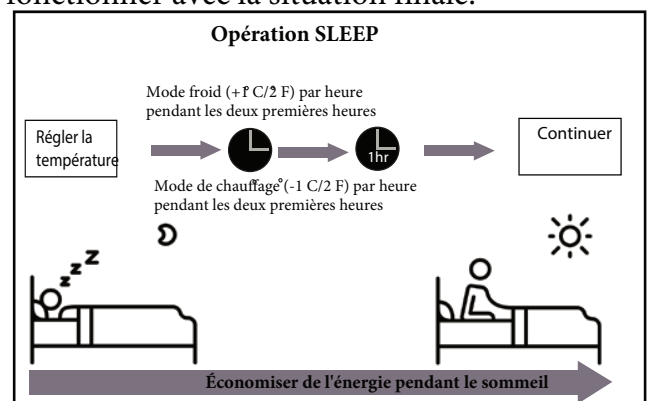 fonctionner avec la situation finale.
Opération SLEEP
Mode froid (+1° C/2° F) par heure
pendant les deux premières heures
Régler la
température
1hr
Continuer
Mode de chauffage (-1° C/2° F) par heure
pendant les deux premières heures
z z z Z
Économiser de l'énergie pendant le sommeil